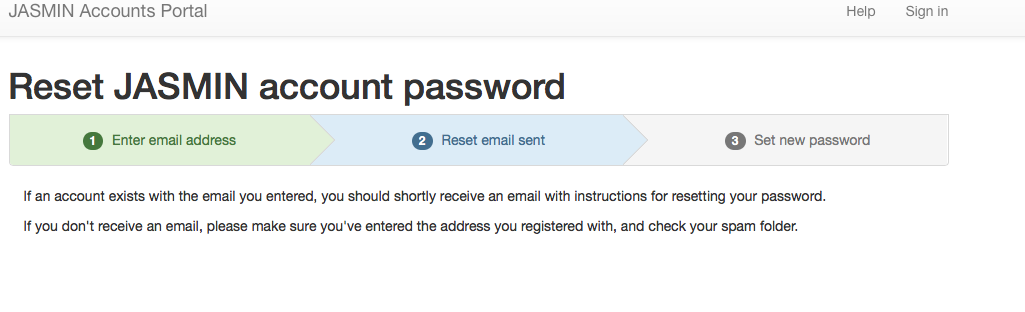 JASMIN Accounts Portal Help Sign in
Reset JASMIN account password
1 Enter email address 2 Reset email sent 3 Set new password
If an account exists with the email you entered, you should shortly receive an email with instructions for resetting your password.
If you don't receive an email, please make sure you've entered the address you registered with, and check your spam folder.